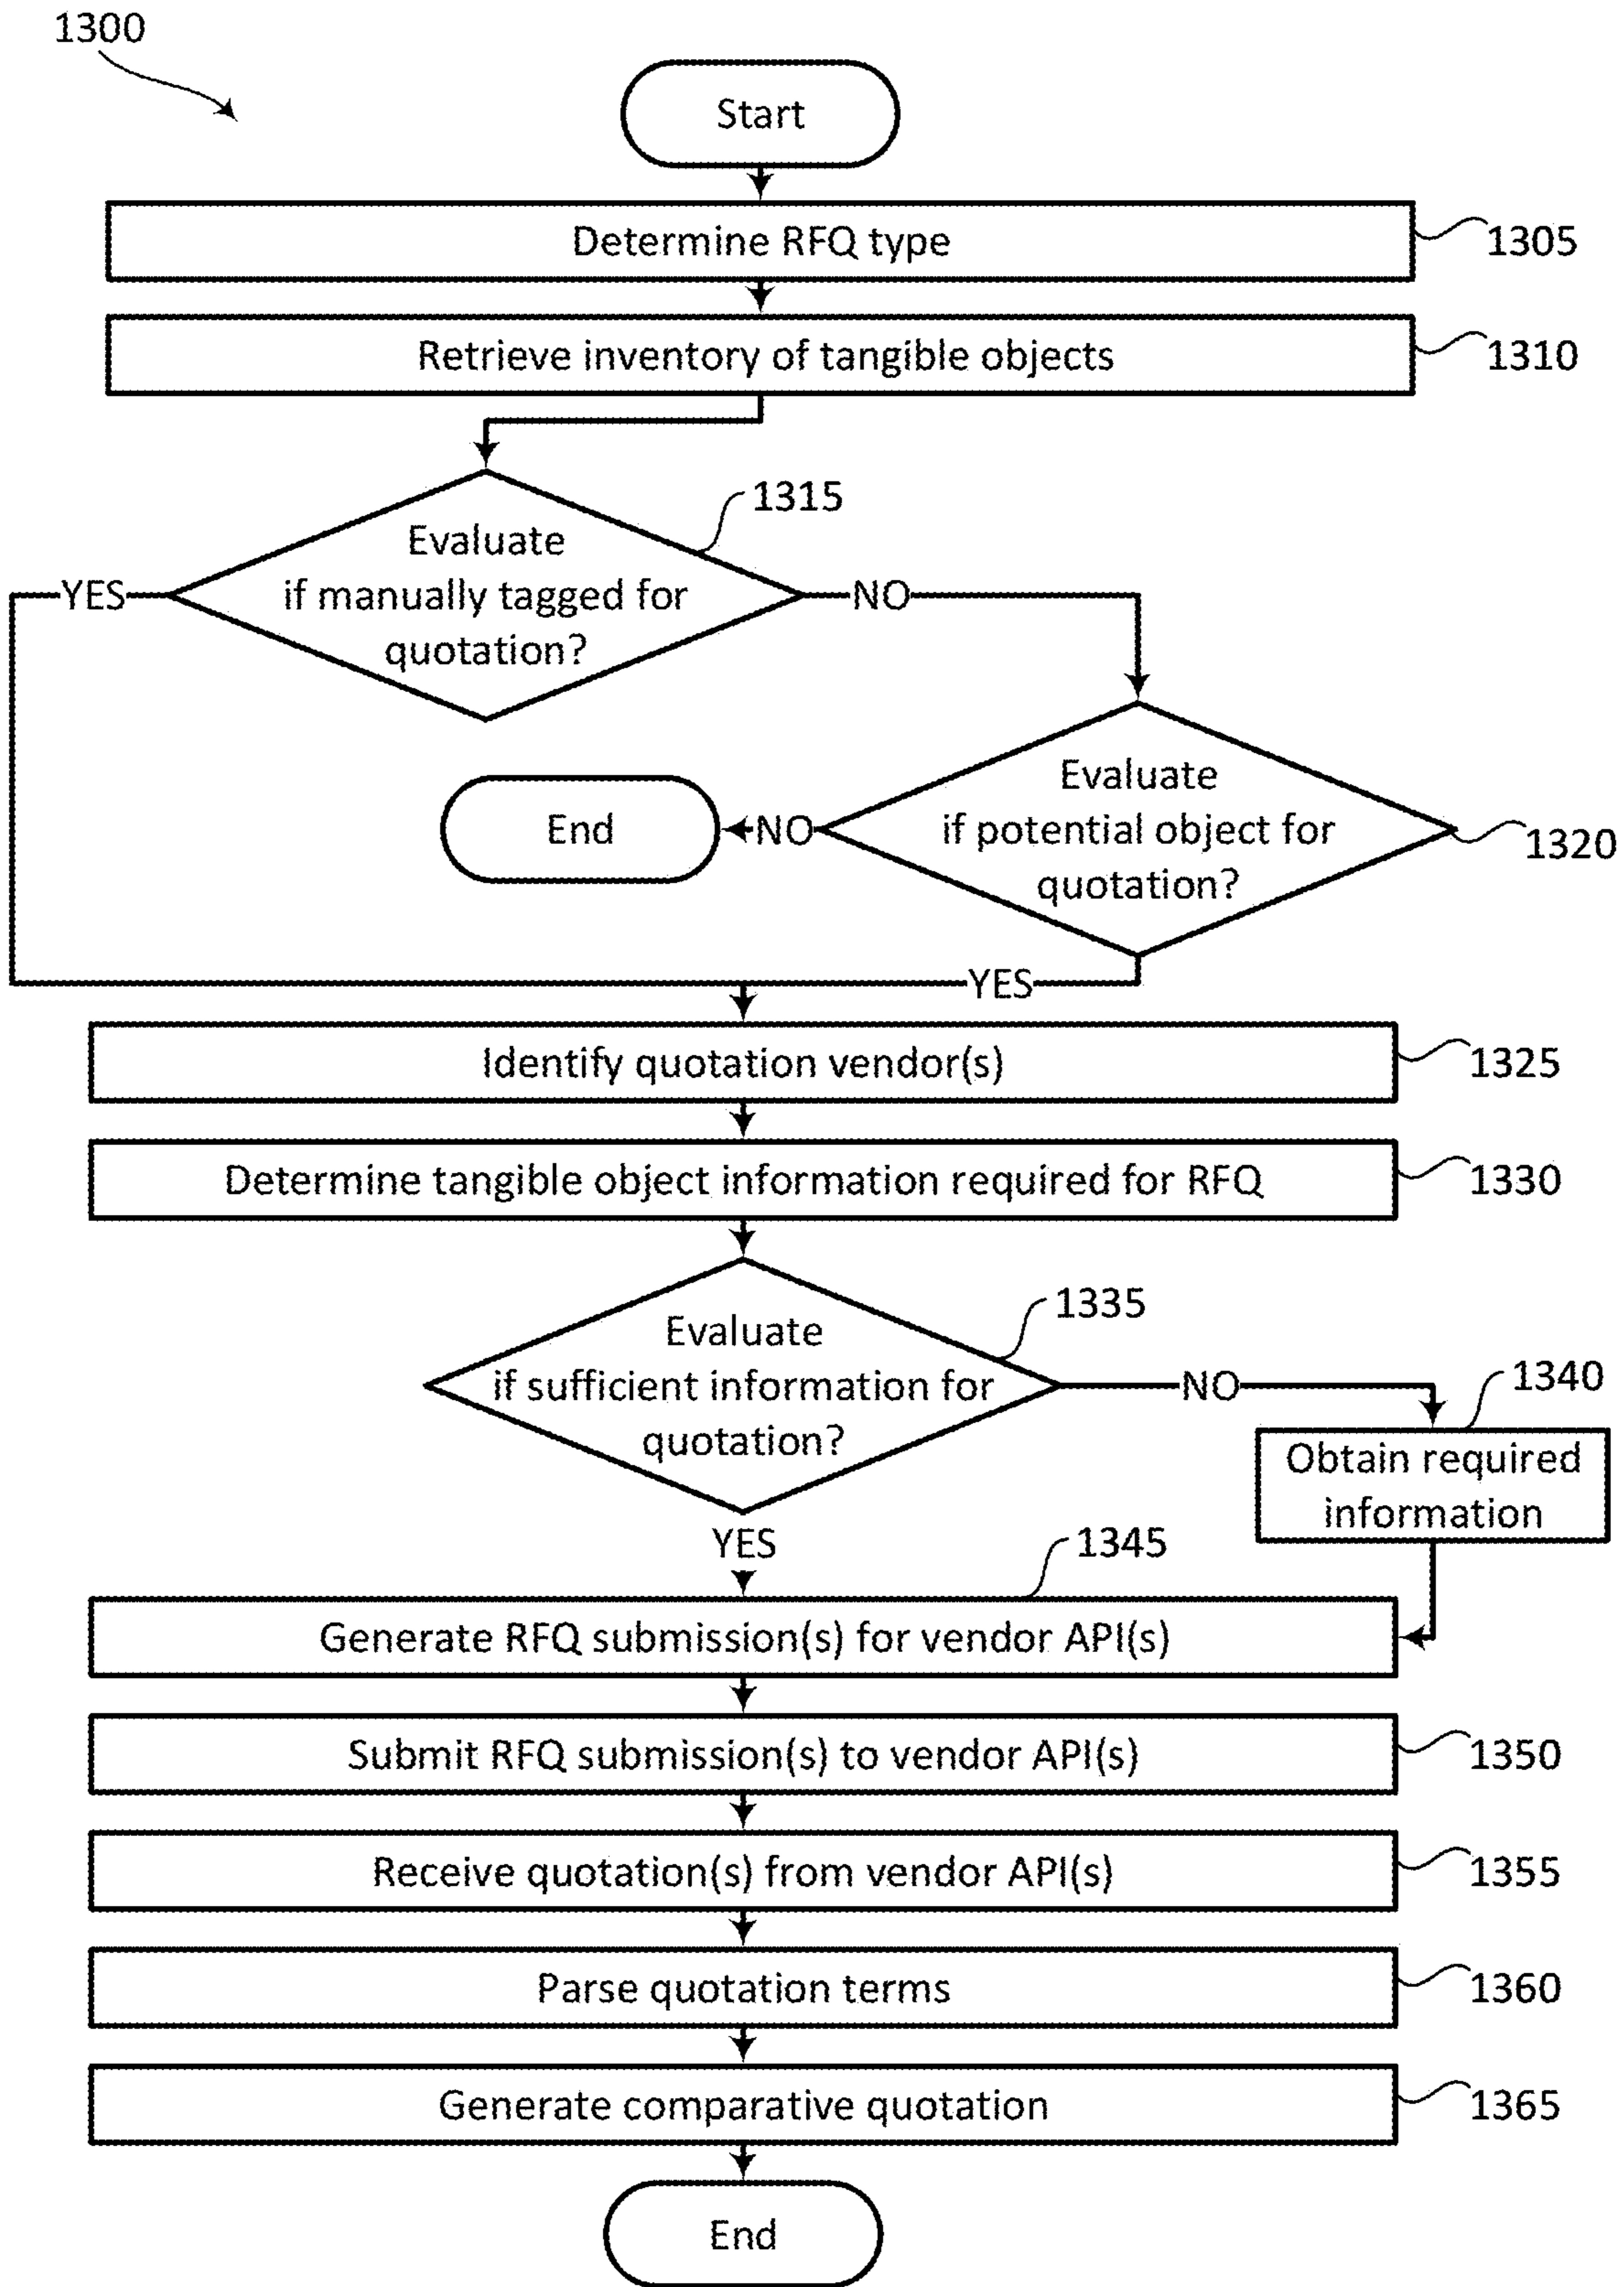 1300
Start
Determine RFQ type
1305
Retrieve inventory of tangible objects
1310
1315
Evaluate
if manually tagged for
quotation?
YES
NO
Evaluate
if potential object for
quotation?
1320
NO
End
YES
Identify quotation vendor(s)
1325
Determine tangible object information required for RFQ
1330
1335
Evaluate
if sufficient information for
quotation?
NO
1340
Obtain required
information
YES
1345
Generate RFQ submission(s) for vendor API(s)
Submit RFQ submission(s) to vendor API(s)
1350
Receive quotation(s) from vendor API(s)
1355
Parse quotation terms
1360
Generate comparative quotation
1365
End